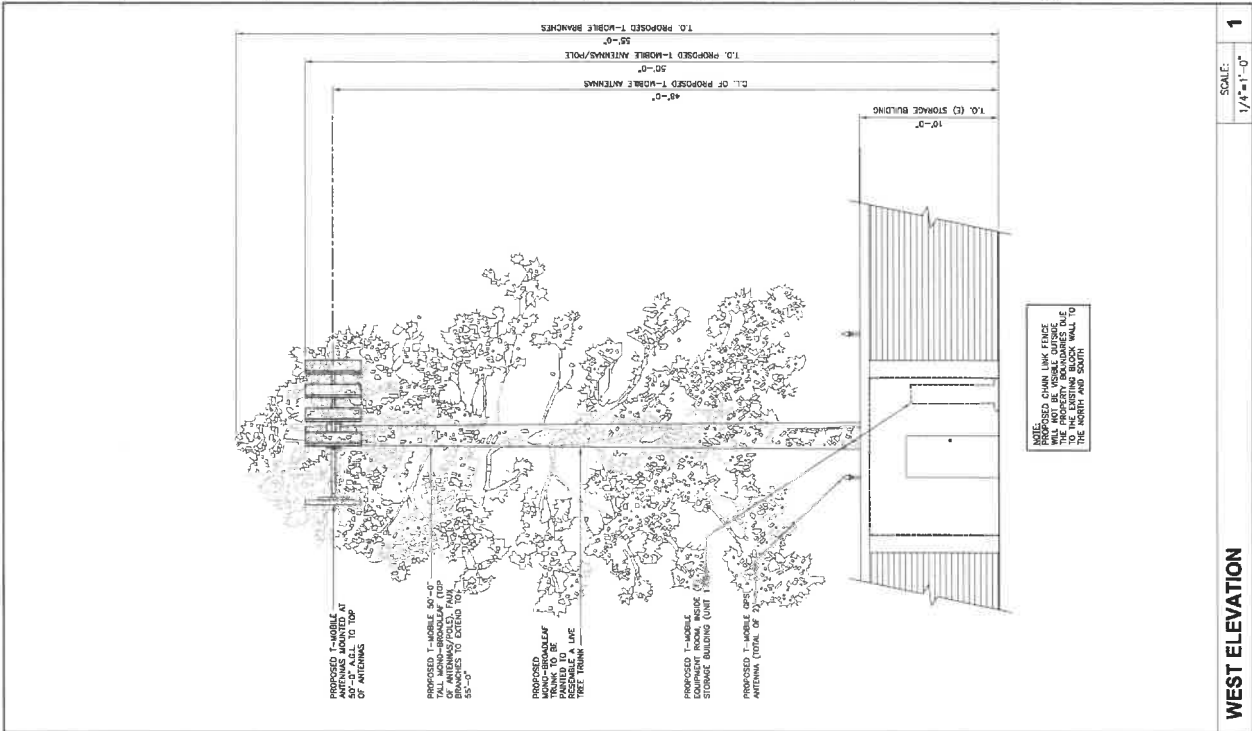 T.O. PROPOSED T-MOBILE BRANCHES
55'-0"
T.O. PROPOSED T-MOBILE ANTENNAS/POLE
50'-0"
C.L. OF PROPOSED T-MOBILE ANTENNAS
48'-0"
T.O. (E) STORAGE BUILDING
10'-0"
PROPOSED T-MOBILE
ANTENNAS MOUNTED AT
50'-0" A.G.L. TO TOP
OF ANTENNAS
PROPOSED T-MOBILE 50'-0"
TALL MONO-BROADLEAF (TOP
OF ANTENNAS/POLE). FAUX
BRANCHES TO EXTEND TO
55'-0"
PROPOSED
MONO-BROADLEAF
TRUNK TO BE
PAINTED TO
RESEMBLE A LIVE
TREE TRUNK
PROPOSED T-MOBILE
EQUIPMENT ROOM, INSIDE (E)
STORAGE BUILDING (UNIT
PROPOSED T-MOBILE GPS
ANTENNA (TOTAL OF 2)
NOTE:
PROPOSED CHAIN LINK FENCE
WILL NOT BE VISIBLE OUTSIDE
THE PROPERTY BOUNDARIES DUE
TO THE EXISTING BLOCK WALL TO
THE NORTH AND SOUTH
WEST ELEVATION
SCALE:
1/4"=1'-0"
1